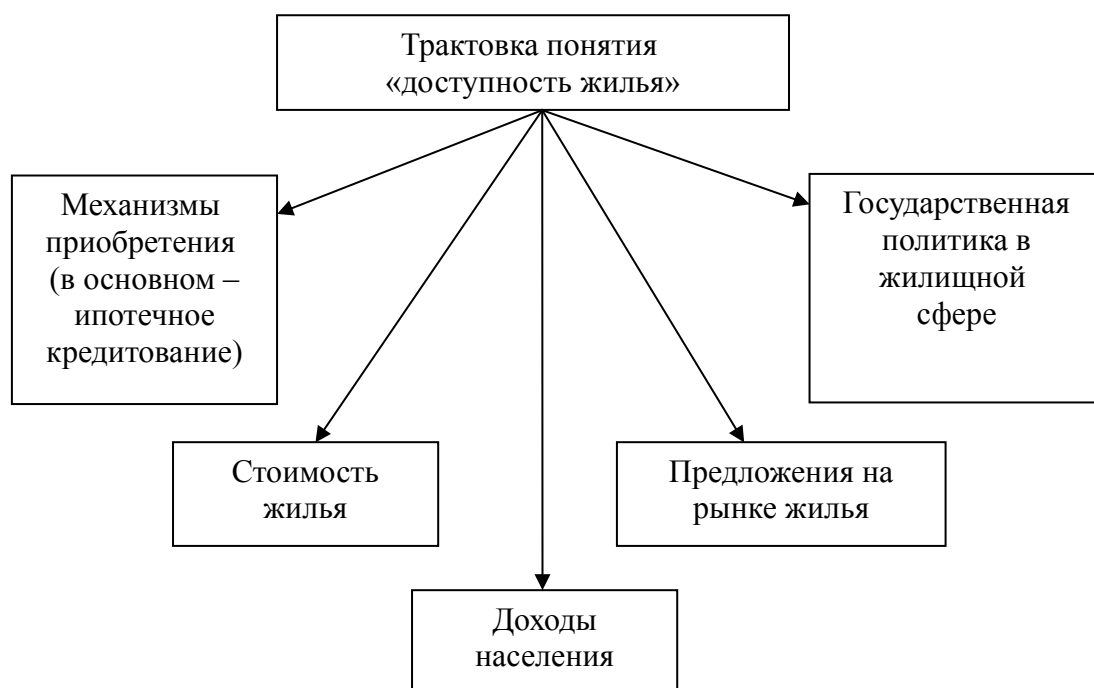 Трактовка понятия
«доступность жилья»
Механизмы
приобретения
(в основном –
ипотечное
кредитование)
Государственная
политика в
жилищной
сфере
Стоимость
жилья
Предложения на
рынке жилья
Доходы
населения